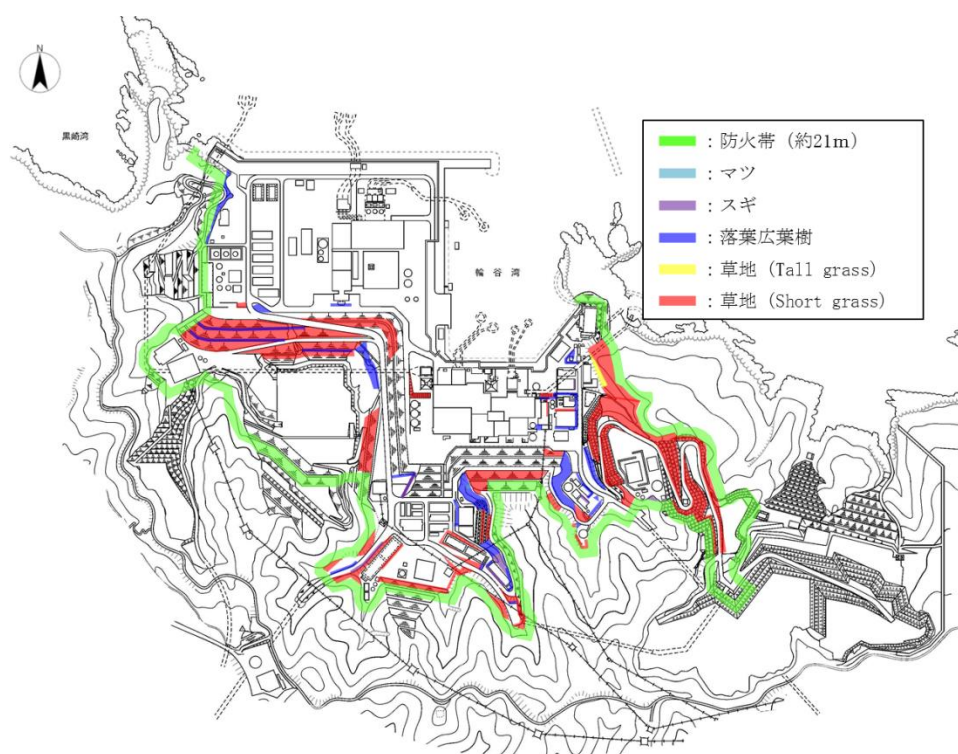 N
黒崎湾
輪谷湾
：防火帯（約21m）
：マツ
：スギ
：落葉広葉樹
：草地（Tall grass）
：草地（Short grass）